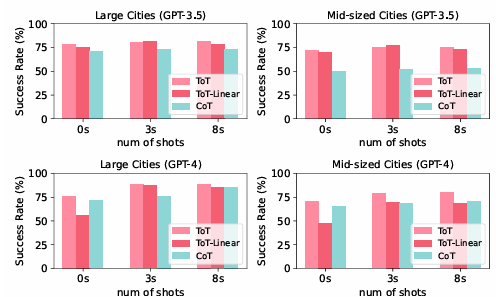 Large Cities (GPT-3.5)
Success Rate (%)
100
75
50
25
0
0s
3s
8s
num of shots
ToT
ToT-Linear
CoT
Mid-sized Cities (GPT-3.5)
Success Rate (%)
100
75
50
25
0
0s
3s
8s
num of shots
ToT
ToT-Linear
CoT
Large Cities (GPT-4)
Success Rate (%)
100
75
50
25
0
0s
3s
8s
num of shots
ToT
ToT-Linear
CoT
Mid-sized Cities (GPT-4)
Success Rate (%)
100
75
50
25
0
0s
3s
8s
num of shots
ToT
ToT-Linear
CoT